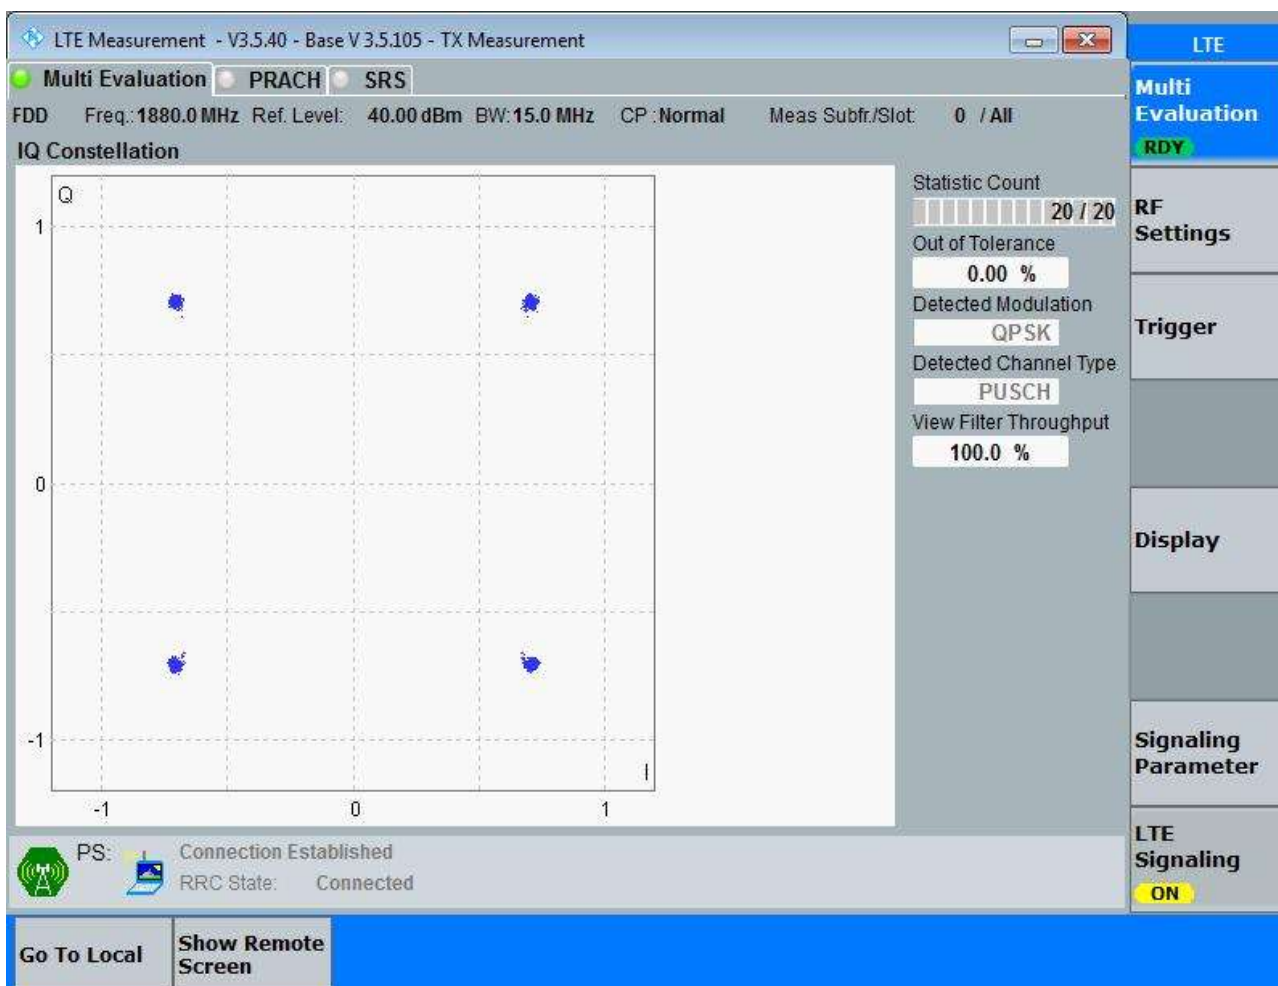 LTE Measurement - V3.5.40 - Base V 3.5.105 - TX Measurement
LTE
Multi Evaluation PRACH SRS
FDD Freq.: 1880.0 MHz Ref. Level: 40.00 dBm BW: 15.0 MHz CP : Normal Meas Subfr./Slot: 0 / All
IQ Constellation
Q
1
0
-1
I
-1 0 1
Statistic Count
20 / 20
Out of Tolerance
0.00 %
Detected Modulation
QPSK
Detected Channel Type
PUSCH
View Filter Throughput
100.0 %
Multi
Evaluation
RDY
RF
Settings
Trigger
Display
Signaling
Parameter
LTE
Signaling
ON
PS: Connection Established
RRC State: Connected
Go To Local
Show Remote
Screen